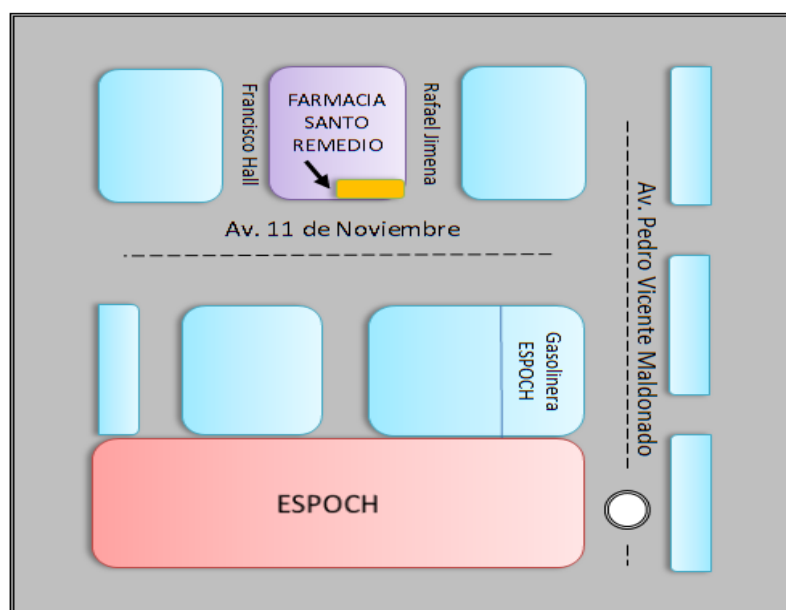 Francisco Hall
FARMACIA
SANTO
REMEDIO
Rafael Jimena
Av. 11 de Noviembre
Av. Pedro Vicente Maldonado
Gasolinera
ESPOCH
ESPOCH